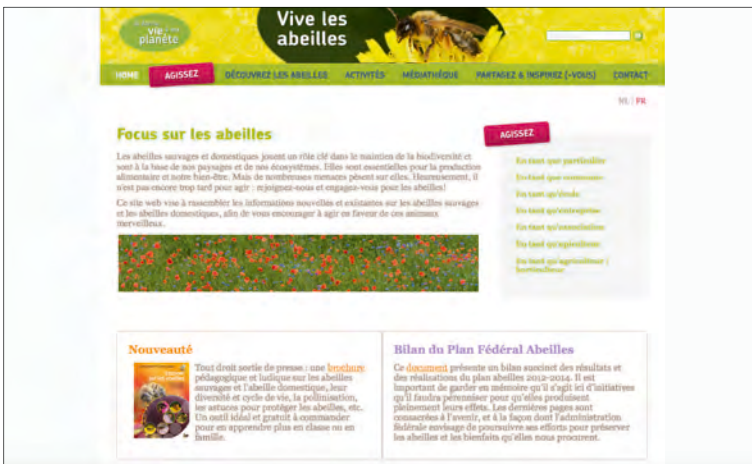 vie
planète
Vive les
abeilles
HOME
AGISSEZ
DÉCOUVREZ LES ABEILLES
ACTIVITÉS
MÉDIATHÈQUE
PARTAGEZ & INSPIREZ (-VOUS)
CONTACT
NL | FR
Focus sur les abeilles
Les abeilles sauvages et domestiques jouent un rôle clé dans le maintien de la biodiversité et
sont à la base de nos paysages et de nos écosystèmes. Elles sont essentielles pour la production
alimentaire et notre bien-être. Mais de nombreuses menaces pèsent sur elles. Heureusement, il
n'est pas encore trop tard pour agir : rejoignez-nous et engagez-vous pour les abeilles!
Ce site web vise à rassembler les informations nouvelles et existantes sur les abeilles sauvages
et les abeilles domestiques, afin de vous encourager à agir en faveur de ces animaux
merveilleux.
AGISSEZ
En tant que particulier
En tant que commune
En tant qu'école
En tant qu'entreprise
En tant qu'association
En tant qu'apiculteur
En tant qu'agriculteur /
horticulteur
Nouveauté
Tout droit sortie de presse : une brochure
pédagogique et ludique sur les abeilles
sauvages et l'abeille domestique, leur
diversité et cycle de vie, la pollinisation,
les astuces pour protéger les abeilles, etc.
Un outil idéal et gratuit à commander
pour en apprendre plus en classe ou en
famille.
Bilan du Plan Fédéral Abeilles
Ce document présente un bilan succinct des résultats et
des réalisations du plan abeilles 2012-2014. Il est
important de garder en mémoire qu'il s'agit ici d'initiatives
qu'il faudra pérenniser pour qu'elles produisent
pleinement leurs effets. Les dernières pages sont
consacrées à l'avenir, et à la façon dont l'administration
fédérale envisage de poursuivre ses efforts pour préserver
les abeilles et les bienfaits qu'elles nous procurent.